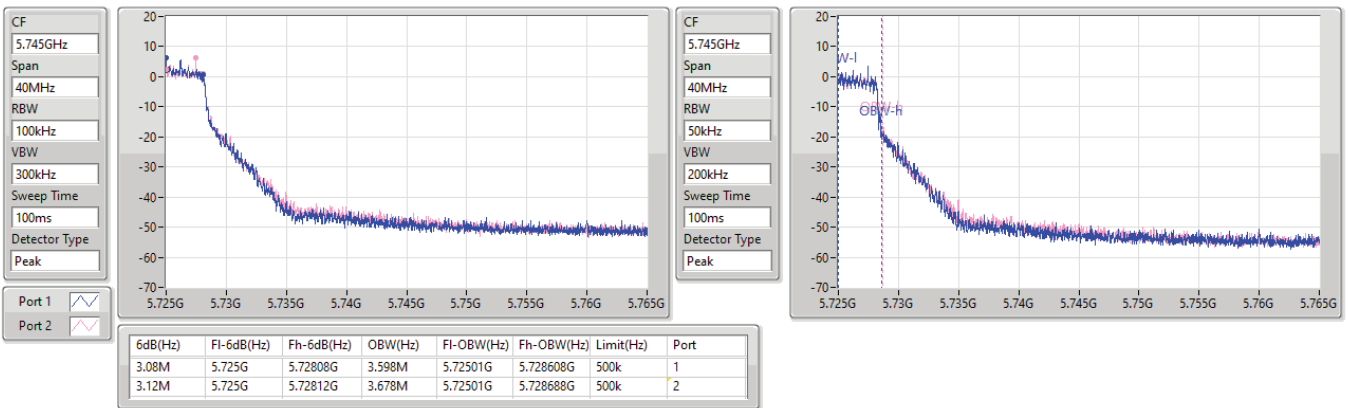 CF
5.745GHz
Span
40MHz
RBW
100kHz
VBW
300kHz
Sweep Time
100ms
Detector Type
Peak
Port 1
Port 2
20
10
0
-10
-20
-30
-40
-50
-60
-70
5.725G 5.73G 5.735G 5.74G 5.745G 5.75G 5.755G 5.76G 5.765G
CF
5.745GHz
Span
40MHz
RBW
50kHz
VBW
200kHz
Sweep Time
100ms
Detector Type
Peak
20
10
0
-10
-20
-30
-40
-50
-60
-70
W-l
OBW-h
5.725G 5.73G 5.735G 5.74G 5.745G 5.75G 5.755G 5.76G 5.765G
6dB(Hz) Fl-6dB(Hz) Fh-6dB(Hz) OBW(Hz) Fl-OBW(Hz) Fh-OBW(Hz) Limit(Hz) Port
3.08M 5.725G 5.72808G 3.598M 5.72501G 5.728608G 500k 1
3.12M 5.725G 5.72812G 3.678M 5.72501G 5.728688G 500k 2